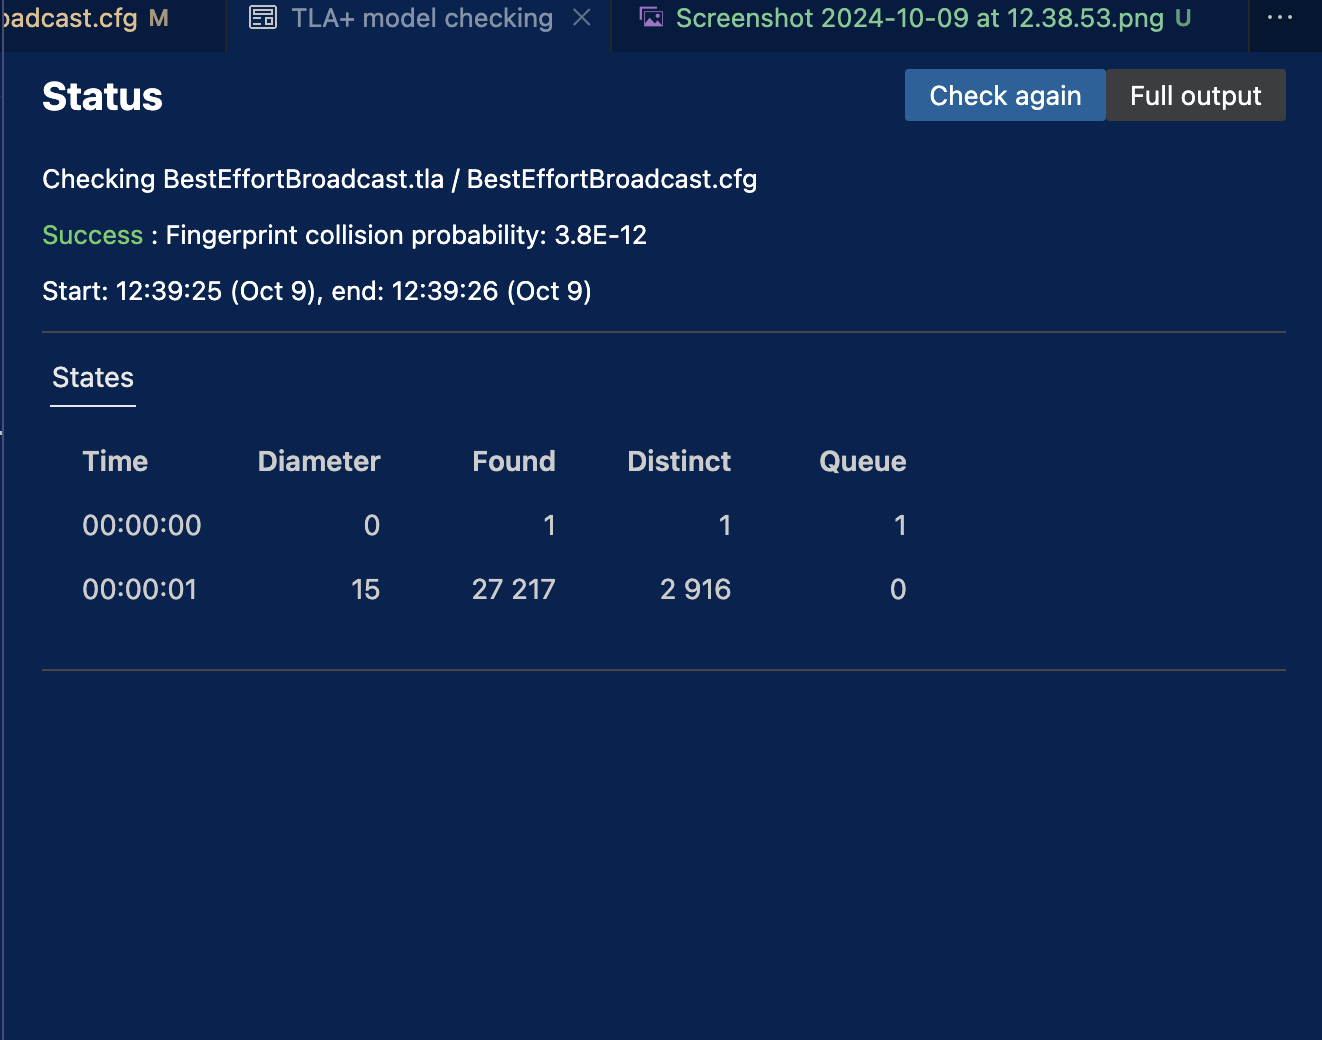 oadcast.cfg M TLA+ model checking Screenshot 2024-10-09 at 12.38.53.png U ...
Status Check again Full output
Checking BestEffortBroadcast.tla / BestEffortBroadcast.cfg
Success : Fingerprint collision probability: 3.8E-12
Start: 12:39:25 (Oct 9), end: 12:39:26 (Oct 9)
States
Time Diameter Found Distinct Queue
00:00:00 0 1 1 1
00:00:01 15 27 217 2 916 0